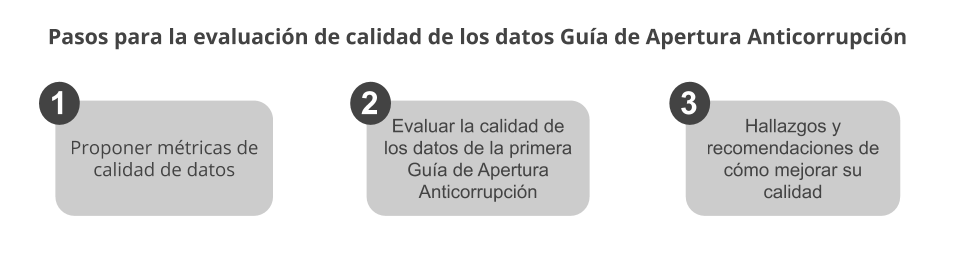 Pasos para la evaluación de calidad de los datos Guía de Apertura Anticorrupción
1
Proponer métricas de
calidad de datos
2
Evaluar la calidad de
los datos de la primera
Guía de Apertura
Anticorrupción
3
Hallazgos y
recomendaciones de
cómo mejorar su
calidad